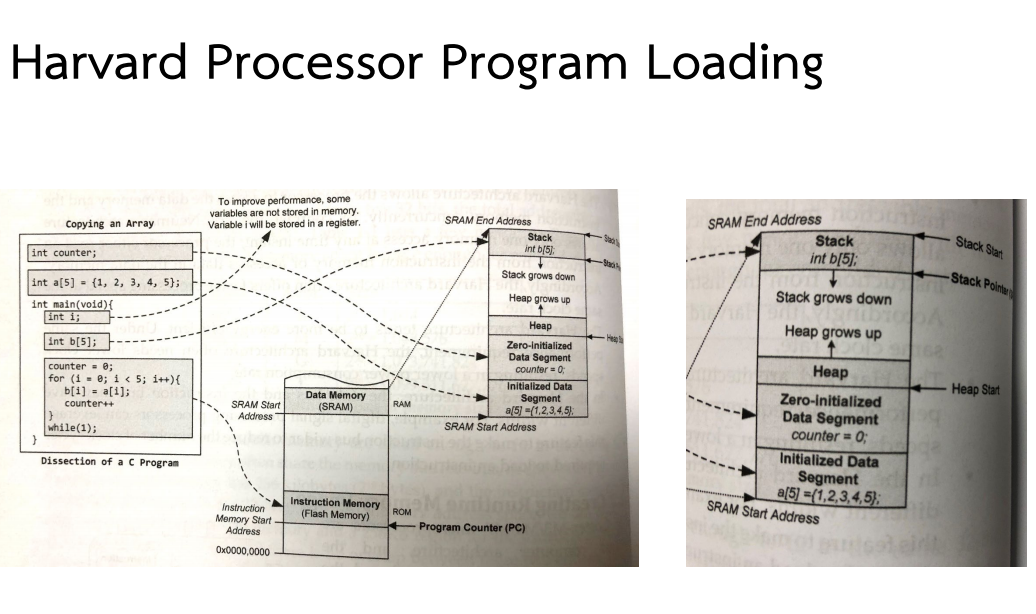 Harvard Processor Program Loading
To improve performance, some
variables are not stored in memory.
Variable i will be stored in a register.
Copying an Array
int counter;
int a[5] = {1, 2, 3, 4, 5};
int main(void){
int i;
int b[5];
counter = 0;
for (i = 0; i < 5; i++){
b[i] = a[i];
counter++
}
while(1);
}
Dissection of a C Program
SRAM Start
Address
Data Memory
(SRAM)
RAM
Instruction
Memory Start
Address
Instruction Memory
(Flash Memory)
ROM
Program Counter (PC)
0x0000,0000
SRAM End Address
Stack
int b[5];
Stack grows down
Heap grows up
Heap
Zero-initialized
Data Segment
counter = 0;
Initialized Data
Segment
a[5] ={1,2,3,4,5};
SRAM Start Address
SRAM End Address
Stack
int b[5];
Stack Start
Stack Pointer
Stack grows down
Heap grows up
Heap
Heap Start
Zero-initialized
Data Segment
counter = 0;
Initialized Data
Segment
a[5] ={1,2,3,4,5};
SRAM Start Address